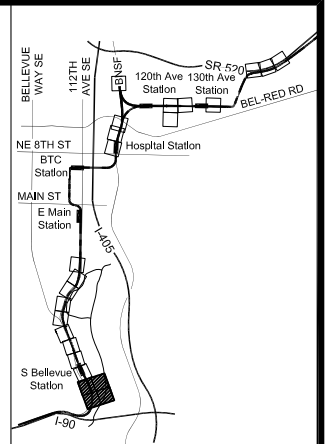 BELLEVUE
WAY SE
112TH
AVE SE
BNSF
SR 520
120th Ave
Station
130th Ave
Station
BEL-RED RD
NE 8TH ST
Hospital Station
BTC
Station
MAIN ST
E Main
Station
I-405
S Bellevue
Station
I-90